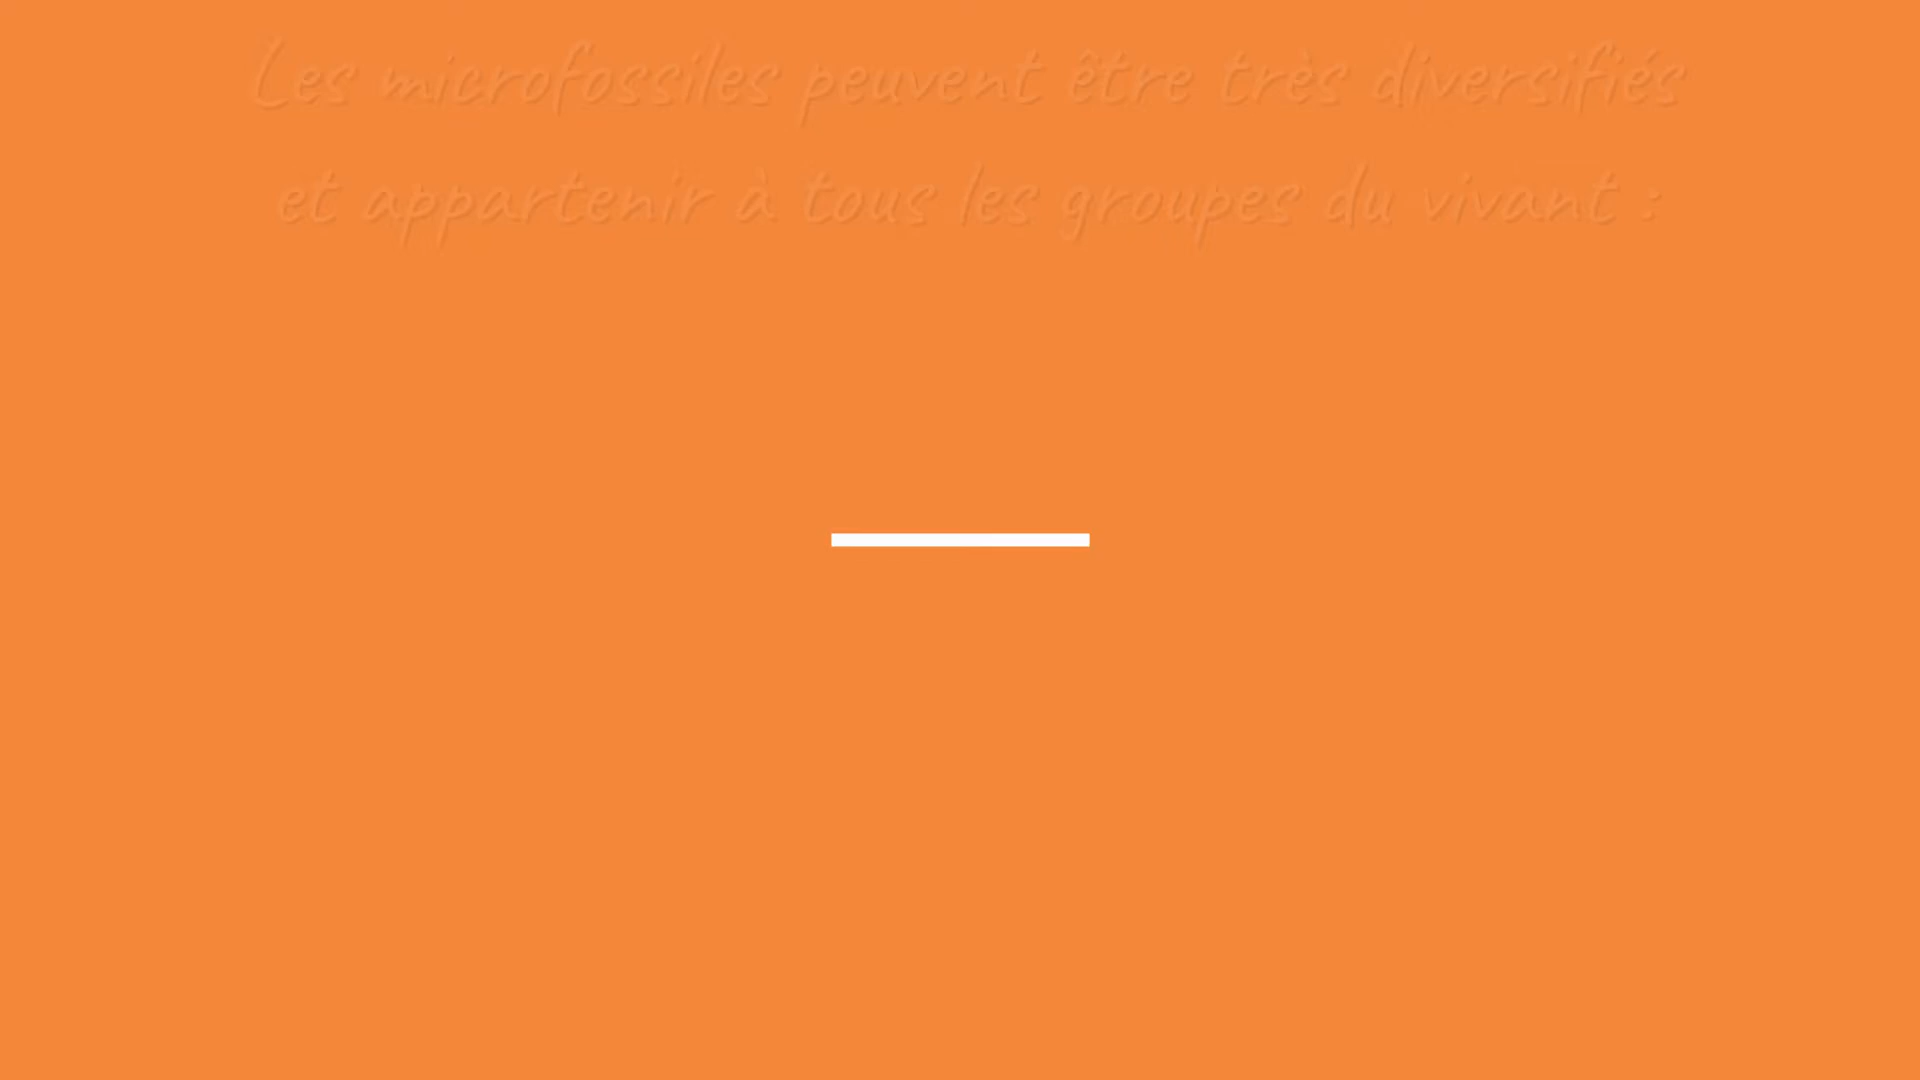 Les microfossiles peuvent être très diversifiés
et appartenir à tous les groupes du vivant :